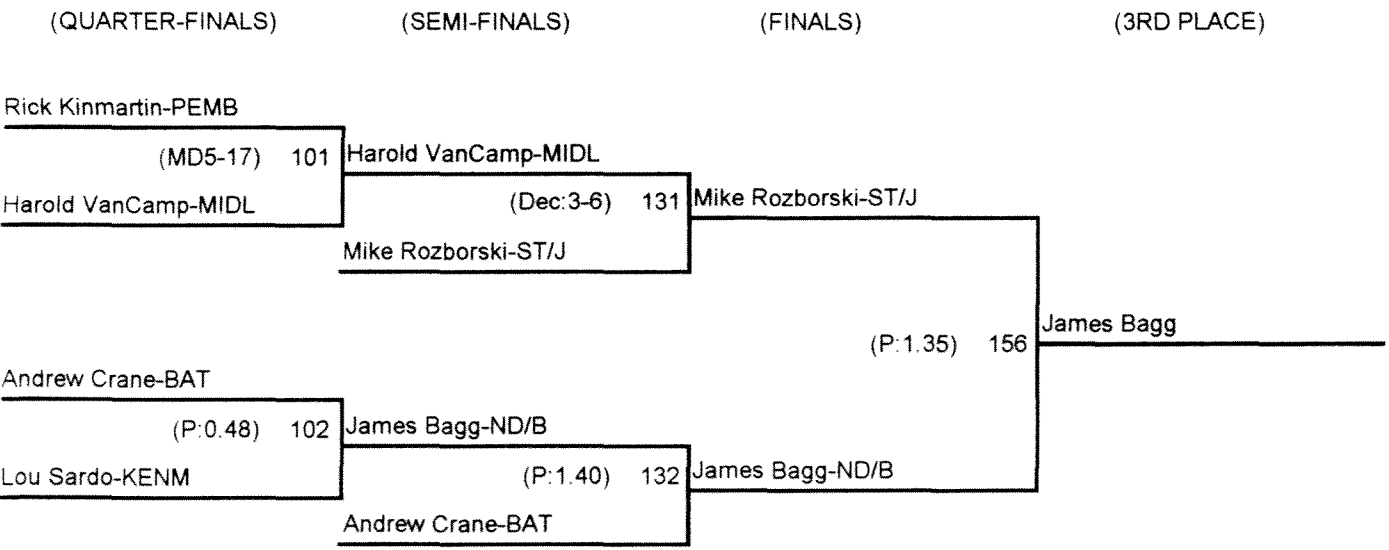 (QUARTER-FINALS) (SEMI-FINALS) (FINALS) (3RD PLACE)
Rick Kinmartin-PEMB
(MD5-17) 101 Harold VanCamp-MIDL
Harold VanCamp-MIDL (Dec:3-6) 131 Mike Rozborski-ST/J
Mike Rozborski-ST/J
James Bagg
(P:1.35) 156
Andrew Crane-BAT
(P:0.48) 102 James Bagg-ND/B
Lou Sardo-KENM (P:1.40) 132 James Bagg-ND/B
Andrew Crane-BAT